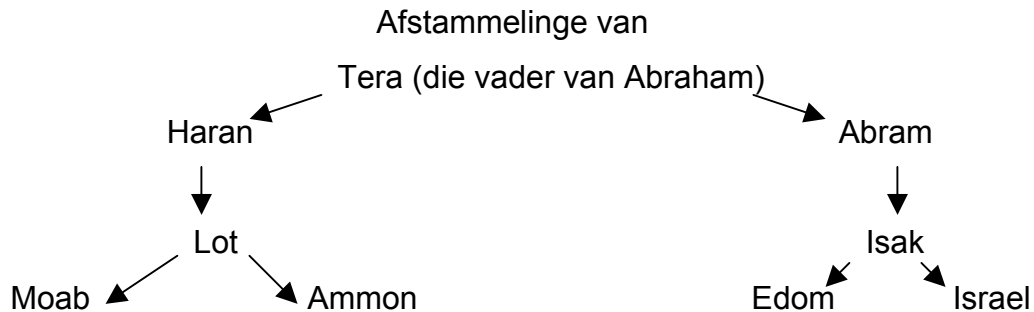 Afstammelinge van
Tera (die vader van Abraham)
Haran Abram
Lot Isak
Moab Ammon Edom Israel